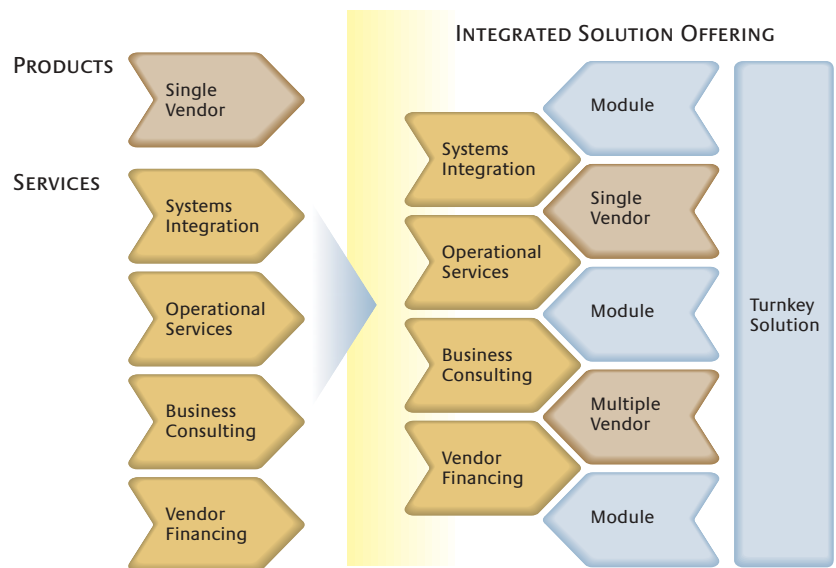 PRODUCTS
Single
Vendor
SERVICES
Systems
Integration
Operational
Services
Business
Consulting
Vendor
Financing
INTEGRATED SOLUTION OFFERING
Systems
Integration
Operational
Services
Business
Consulting
Vendor
Financing
Module
Single
Vendor
Module
Multiple
Vendor
Module
Turnkey
Solution